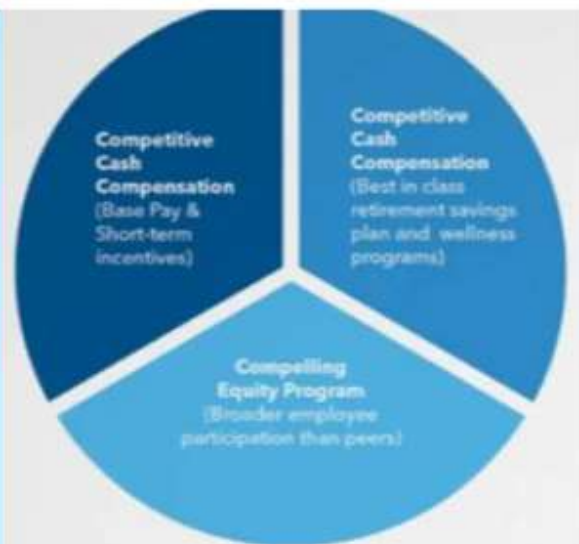 Competitive
Cash
Compensation
(Base Pay &
Short-term
incentives)
Competitive
Cash
Compensation
(Best in class
retirement savings
plan and wellness
programs)
Compelling
Equity Program
(Broader employee
participation than peers)